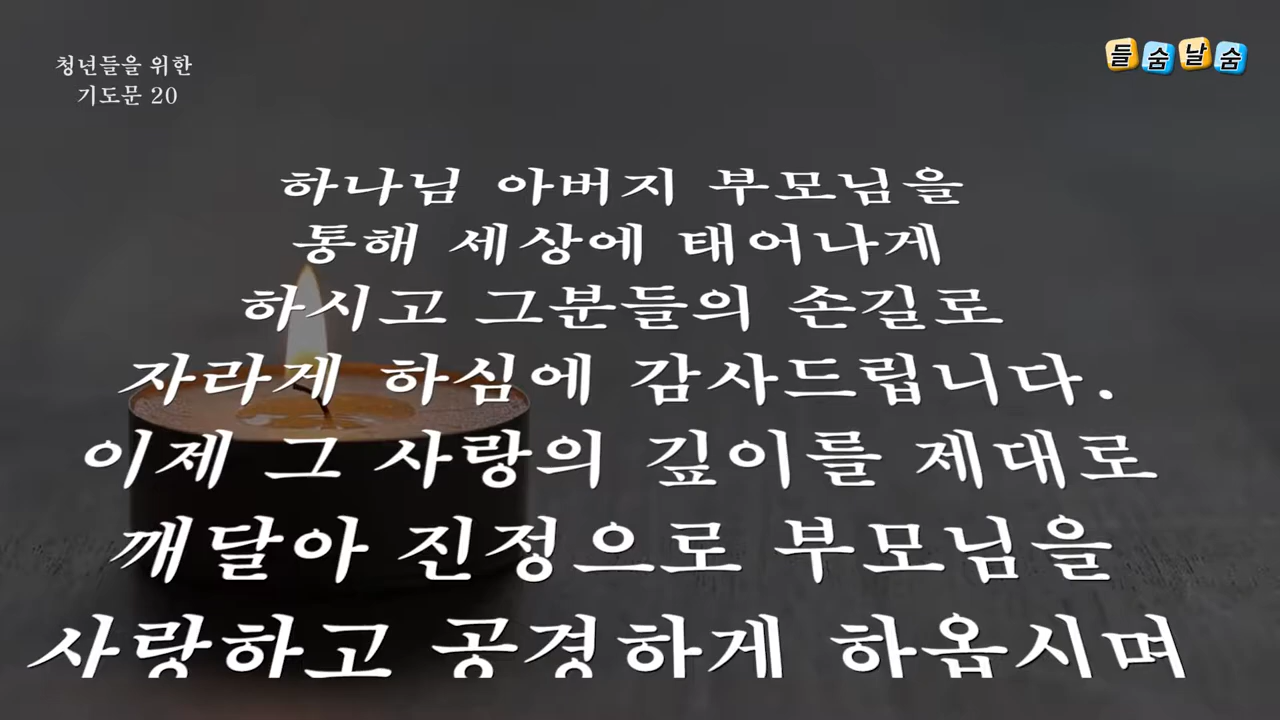 청년들을 위한
기도문 20
들숨날숨
하나님 아버지 부모님을
통해 세상에 태어나게
하시고 그분들의 손길로
자라게 하심에 감사드립니다.
이제 그 사랑의 깊이를 제대로
깨달아 진정으로 부모님을
사랑하고 공경하게 하옵시며